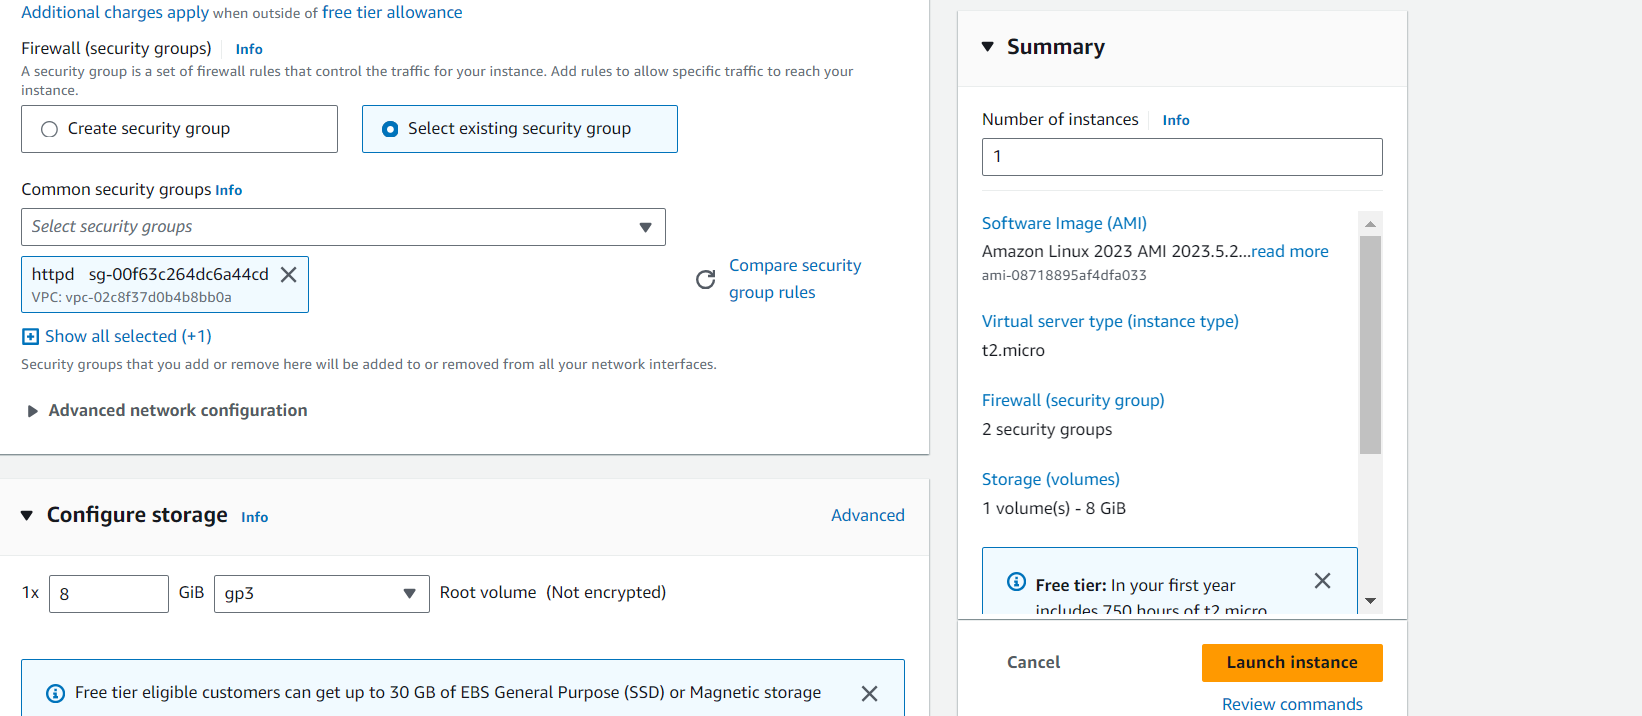 Additional charges apply when outside of free tier allowance
Firewall (security groups) Info
A security group is a set of firewall rules that control the traffic for your instance. Add rules to allow specific traffic to reach your
instance.
Create security group
Select existing security group
Common security groups Info
Select security groups
httpd sg-00f63c264dc6a44cd
VPC: vpc-02c8f37d0b4b8bb0a
Compare security
group rules
Show all selected (+1)
Security groups that you add or remove here will be added to or removed from all your network interfaces.
Advanced network configuration
Configure storage Info
Advanced
1x 8 GiB gp3 Root volume (Not encrypted)
Free tier eligible customers can get up to 30 GB of EBS General Purpose (SSD) or Magnetic storage
Summary
Number of instances Info
1
Software Image (AMI)
Amazon Linux 2023 AMI 2023.5.2...read more
ami-08718895af4dfa033
Virtual server type (instance type)
t2.micro
Firewall (security group)
2 security groups
Storage (volumes)
1 volume(s) - 8 GiB
Free tier: In your first year
includes 750 hours of t2.micro
Cancel
Launch instance
Review commands